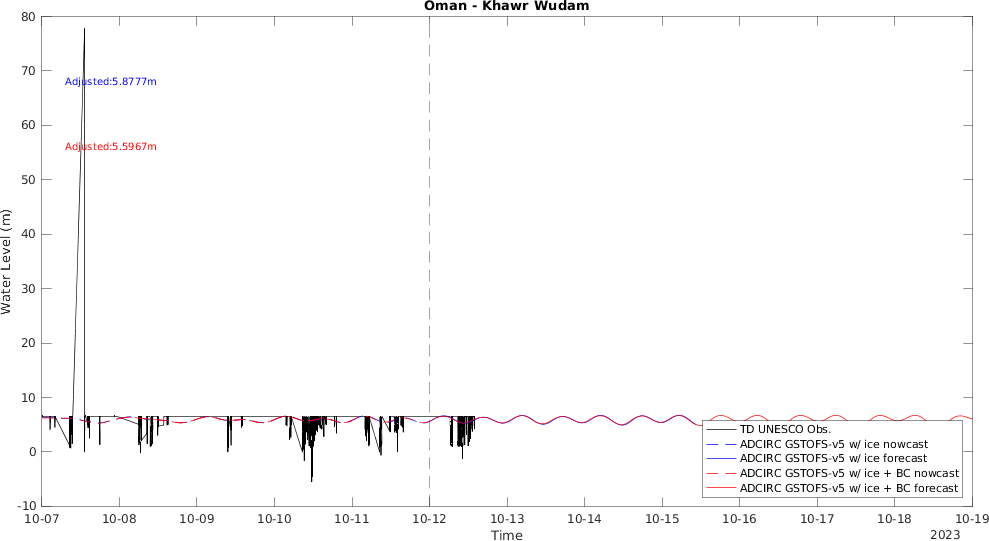 Oman - Khawr Wudam
80
70
60
50
40
30
20
10
0
-10
Water Level (m)
Adjusted:5.8777m
Adjusted:5.5967m
TD UNESCO Obs.
ADCIRC GSTOFS-v5 w/ ice nowcast
ADCIRC GSTOFS-v5 w/ ice forecast
ADCIRC GSTOFS-v5 w/ ice + BC nowcast
ADCIRC GSTOFS-v5 w/ ice + BC forecast
10-07 10-08 10-09 10-10 10-11 10-12 10-13 10-14 10-15 10-16 10-17 10-18 10-19
Time
2023